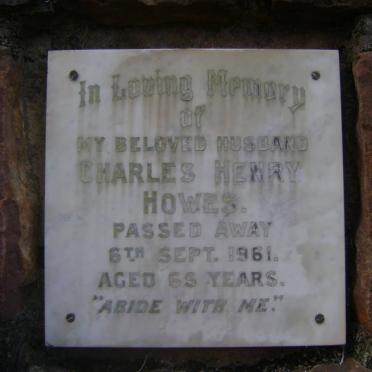 In Loving Memory
of
MY BELOVED HUSBAND
CHARLES HENRY
HOWES.
PASSED AWAY
6TH SEPT. 1961.
AGED 69 YEARS.
"ABIDE WITH ME."